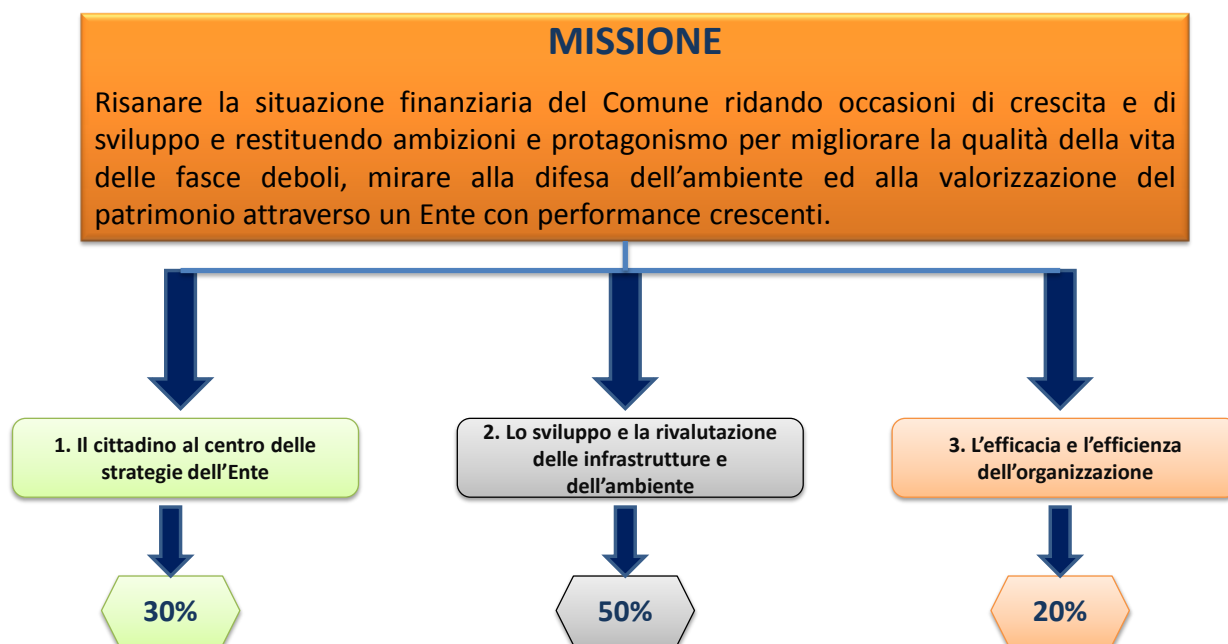 MISSIONE
Risanare la situazione finanziaria del Comune ridando occasioni di crescita e di
sviluppo e restituendo ambizioni e protagonismo per migliorare la qualità della vita
delle fasce deboli, mirare alla difesa dell’ambiente ed alla valorizzazione del
patrimonio attraverso un Ente con performance crescenti.
1. Il cittadino al centro delle
strategie dell’Ente
2. Lo sviluppo e la rivalutazione
delle infrastrutture e
dell’ambiente
3. L’efficacia e l’efficienza
dell’organizzazione
30%
50%
20%